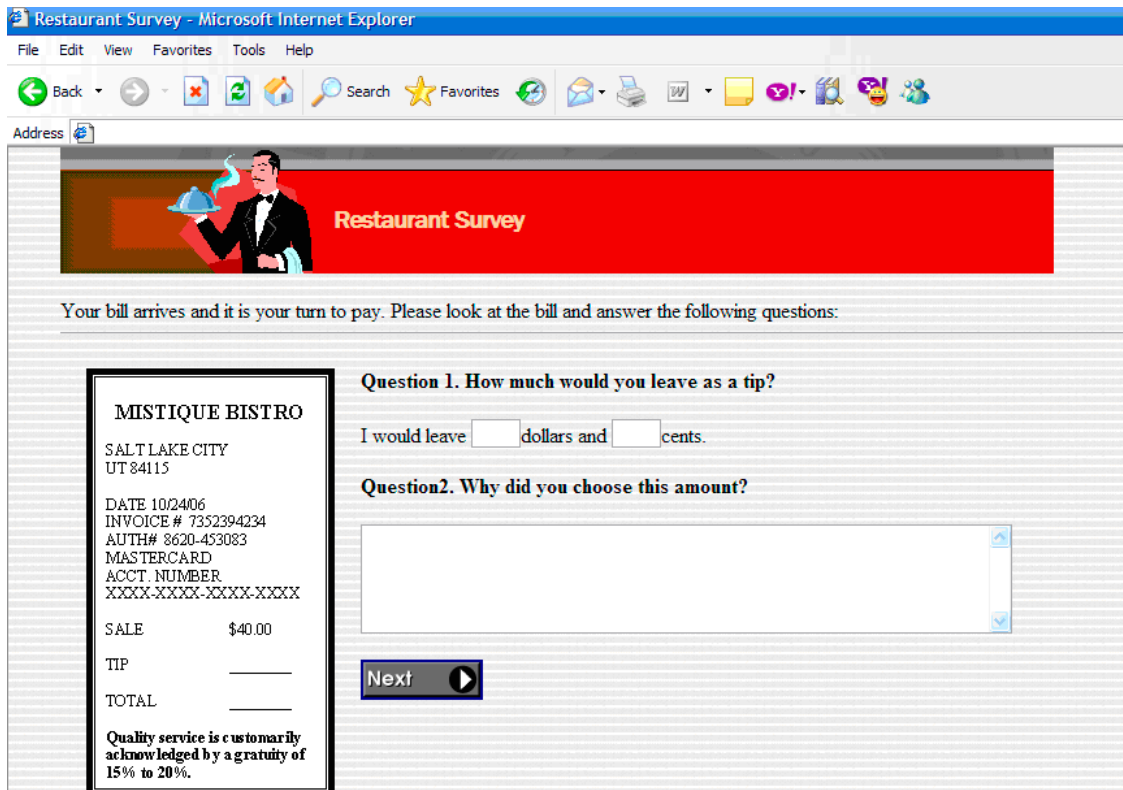 Restaurant Survey - Microsoft Internet Explorer
File Edit View Favorites Tools Help
Back Search Favorites
Address
Restaurant Survey
Your bill arrives and it is your turn to pay. Please look at the bill and answer the following questions:
MISTIQUE BISTRO
SALT LAKE CITY
UT 84115
DATE 10/24/06
INVOICE # 7352394234
AUTH# 8620-453083
MASTERCARD
ACCT. NUMBER
XXXX-XXXX-XXXX-XXXX
SALE $40.00
TIP
TOTAL
Quality service is customarily
acknowledged by a gratuity of
15% to 20%.
Question 1. How much would you leave as a tip?
I would leave dollars and cents.
Question2. Why did you choose this amount?
Next